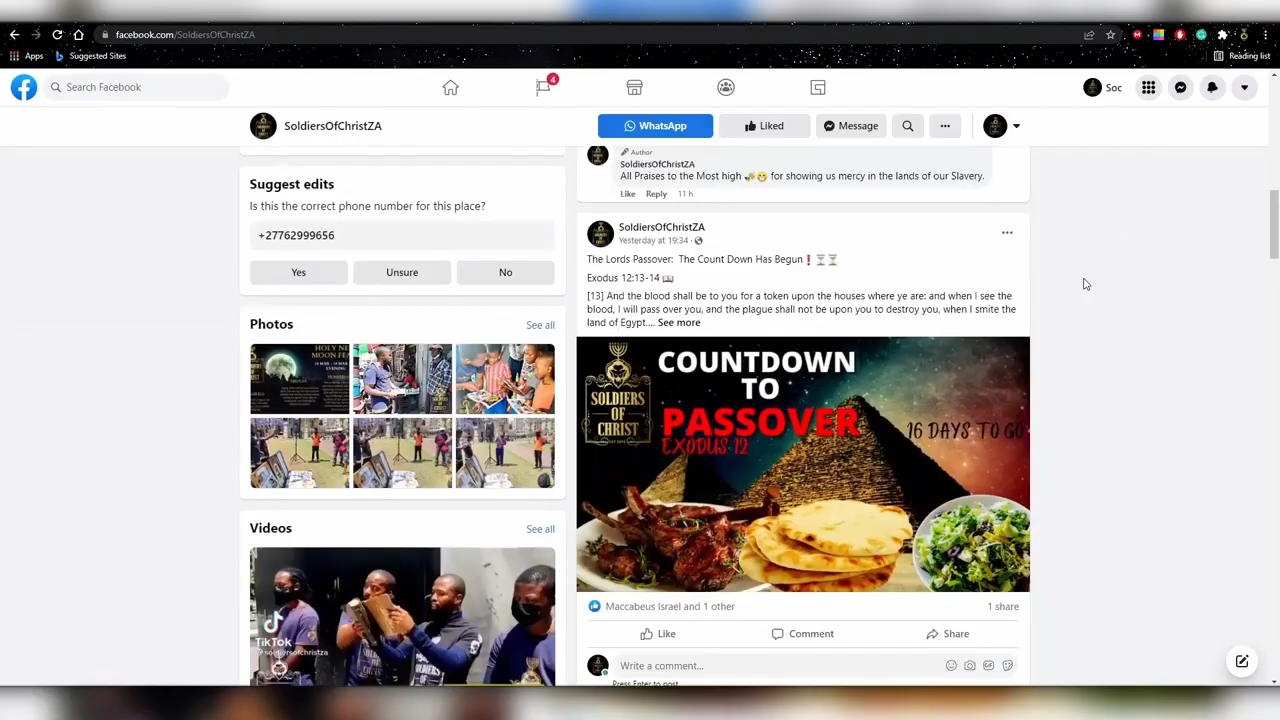 facebook.com/SoldiersOfChristZA
Apps
Suggested Sites
Reading list
Search Facebook
4
Soc
SoldiersOfChristZA
WhatsApp
Liked
Message
Suggest edits
Is this the correct phone number for this place?
+27762999656
Yes
Unsure
No
Photos
See all
HOLY NE
MOON FEA
Videos
See all
TikTok
@soldiersofchristza
Author
SoldiersOfChristZA
All Praises to the Most high for showing us mercy in the lands of our Slavery.
Like Reply 11 h
SoldiersOfChristZA
Yesterday at 19:34 ·
The Lords Passover: The Count Down Has Begun❗⏳⏳
Exodus 12:13-14 📖
[13] And the blood shall be to you for a token upon the houses where ye are: and when I see the
blood, I will pass over you, and the plague shall not be upon you to destroy you, when I smite the
land of Egypt.... See more
SOLDIERS
OF
CHRIST
COUNTDOWN
TO
PASSOVER
EXODUS 12
16 DAYS TO GO
Maccabeus Israel and 1 other
1 share
Like
Comment
Share
Write a comment...
Press Enter to post.